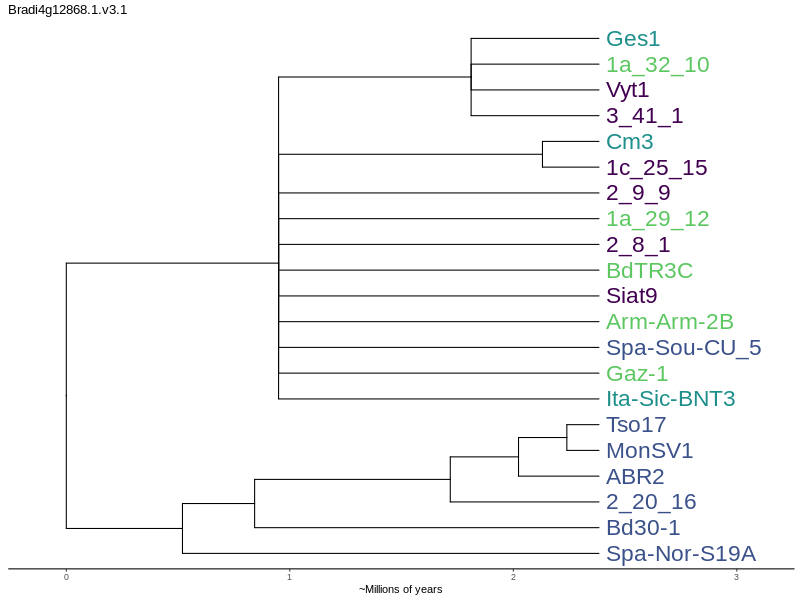 Bradi4g12868.1.v3.1
Ges1
1a_32_10
Vyt1
3_41_1
Cm3
1c_25_15
2_9_9
1a_29_12
2_8_1
BdTR3C
Siat9
Arm-Arm-2B
Spa-Sou-CU_5
Gaz-1
Ita-Sic-BNT3
Tso17
MonSV1
ABR2
2_20_16
Bd30-1
Spa-Nor-S19A
0 1 2 3
~Millions of years